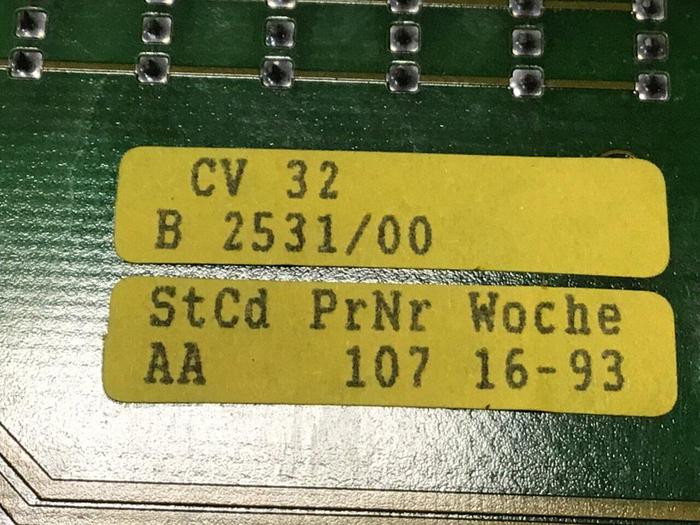 CV 32
B 2531/00
StCd PrNr Woche
AA 107 16-93